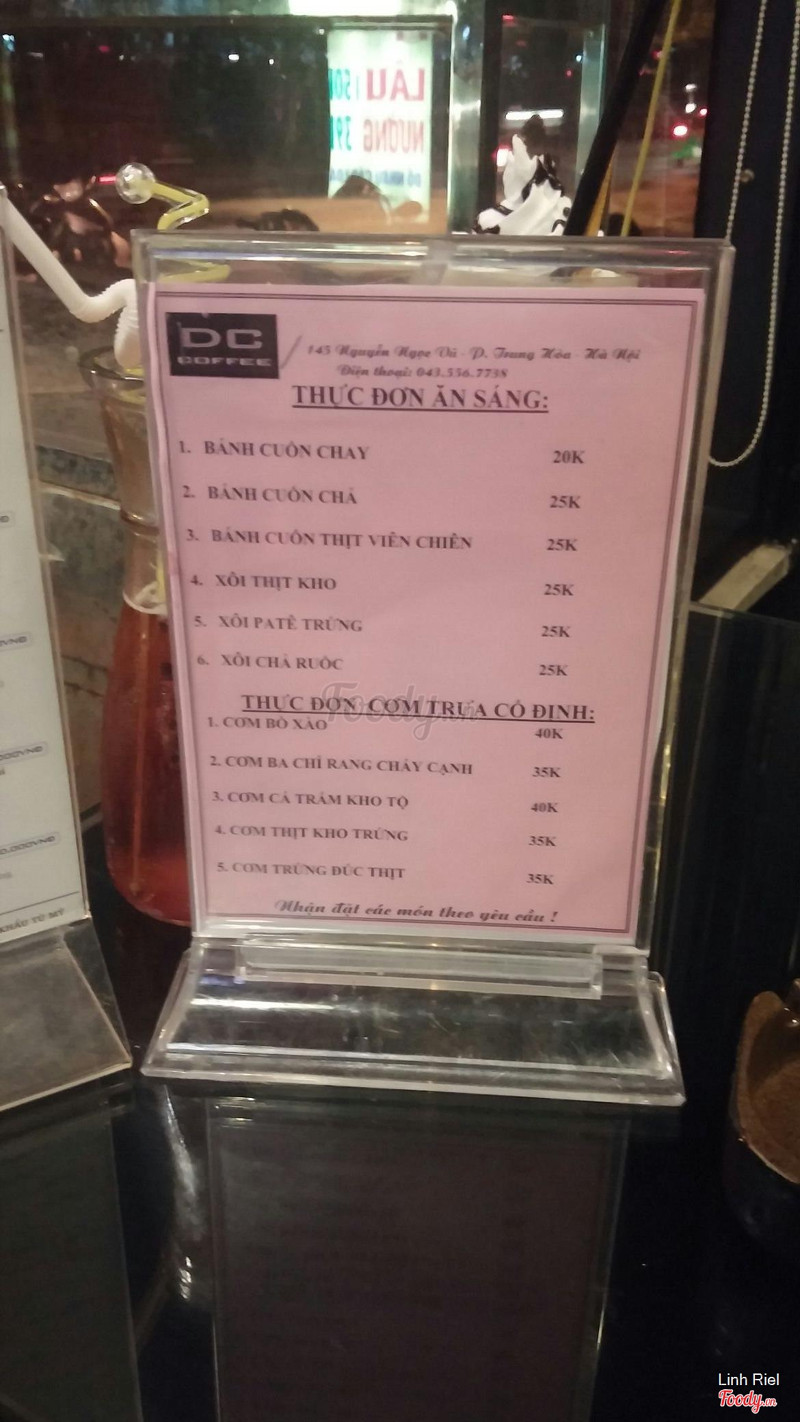 LẨU
NƯỚNG
DC
COFFEE
145 Nguyễn Ngọc Vũ - P. Trung Hòa - Hà Nội
Điện thoại: 043.556.7738
THỰC ĐƠN ĂN SÁNG:
1. BÁNH CUỐN CHAY 20K
2. BÁNH CUỐN CHẢ 25K
3. BÁNH CUỐN THỊT VIÊN CHIÊN 25K
4. XÔI THỊT KHO 25K
5. XÔI PATÊ TRỨNG 25K
6. XÔI CHẢ RUỐC 25K
THỰC ĐƠN CƠM TRƯA CỐ ĐỊNH:
1. CƠM BÒ XÀO 40K
2. CƠM BA CHỈ RANG CHÁY CẠNH 35K
3. CƠM CÁ TRẮM KHO TỘ 40K
4. CƠM THỊT KHO TRỨNG 35K
5. CƠM TRỨNG ĐÚC THỊT 35K
Nhận đặt các món theo yêu cầu !
Foody.vn
KHẨU TỪ MỸ
Linh Riel
Foody.vn